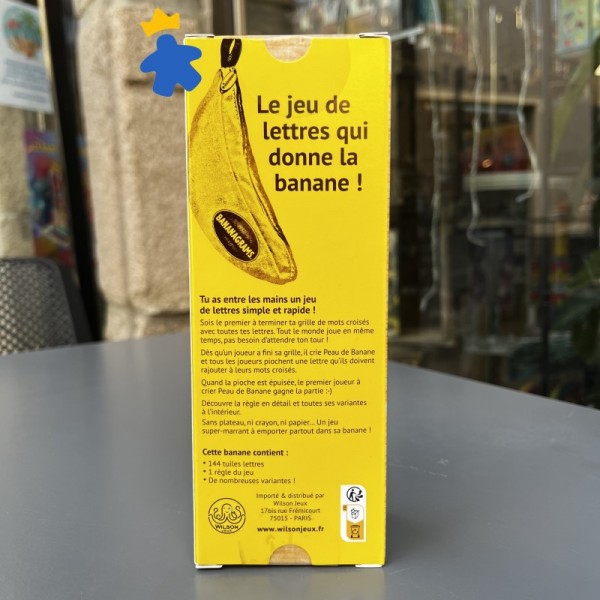 Le jeu de
lettres qui
donne la
banane !
BANANAGRAMS
Tu as entre les mains un jeu
de lettres simple et rapide !
Sois le premier à terminer ta grille de mots croisés
avec toutes tes lettres. Tout le monde joue en même
temps, pas besoin d'attendre ton tour !
Dès qu'un joueur a fini sa grille, il crie Peau de Banane
et tous les joueurs piochent une lettre qu'ils doivent
rajouter à leurs mots croisés.
Quand la pioche est épuisée, le premier joueur à
crier Peau de Banane gagne la partie :-)
Découvre la règle en détail et toutes ses variantes
à l'intérieur.
Sans plateau, ni crayon, ni papier... Un jeu
super-marrant à emporter partout dans sa banane !
Cette banane contient :
• 144 tuiles lettres
• 1 règle du jeu
• De nombreuses variantes !
Importé & distribué par
Wilson Jeux
17bis rue Frémicourt
75015 - PARIS
www.wilsonjeux.fr
WILSON
JEUX